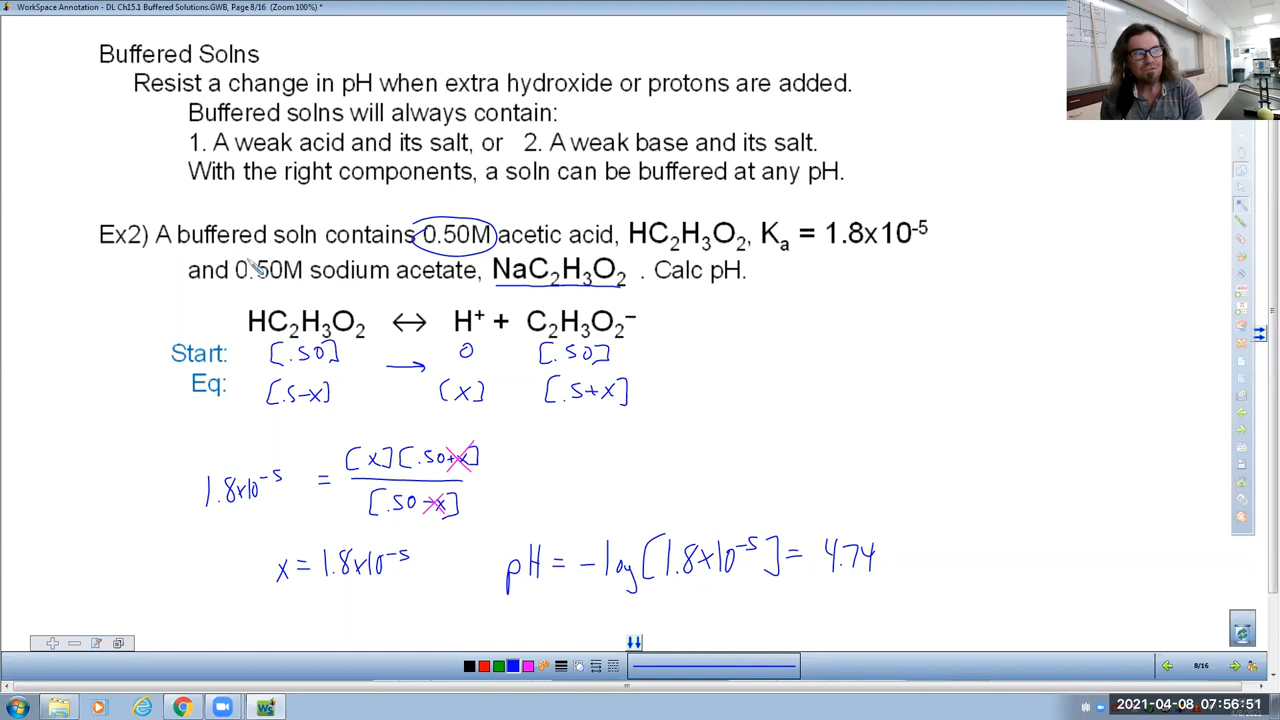 WorkSpace Annotation - DL Ch15.1 Buffered Solutions.GWB, Page 8/16 (Zoom 100%) *
Buffered Solns
Resist a change in pH when extra hydroxide or protons are added.
Buffered solns will always contain:
1. A weak acid and its salt, or 2. A weak base and its salt.
With the right components, a soln can be buffered at any pH.
Ex2) A buffered soln contains 0.50M acetic acid, HC₂H₃O₂, Kₐ = 1.8x10⁻⁵
and 0.50M sodium acetate, NaC₂H₃O₂ . Calc pH.
HC₂H₃O₂ ↔ H⁺ + C₂H₃O₂⁻
Start: [.50] → 0 [.50]
Eq: [.5-x] (x] [.5+x]
1.8x10⁻⁵ = [x][.50+x] / [.50-x]
x = 1.8x10⁻⁵ pH = -log[1.8x10⁻⁵] = 4.74
8/16
2021-04-08 07:56:51